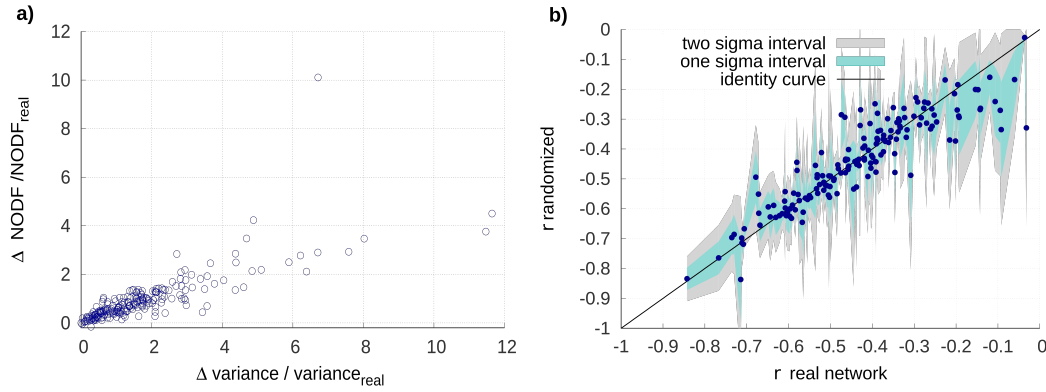 a)
12
10
8
6
4
2
0
Δ NODF /NODFreal
0 2 4 6 8 10 12
Δ variance / variancereal
b)
two sigma interval
one sigma interval
identity curve
0
-0.1
-0.2
-0.3
-0.4
-0.5
-0.6
-0.7
-0.8
-0.9
-1
r randomized
-1 -0.9 -0.8 -0.7 -0.6 -0.5 -0.4 -0.3 -0.2 -0.1 0
r real network